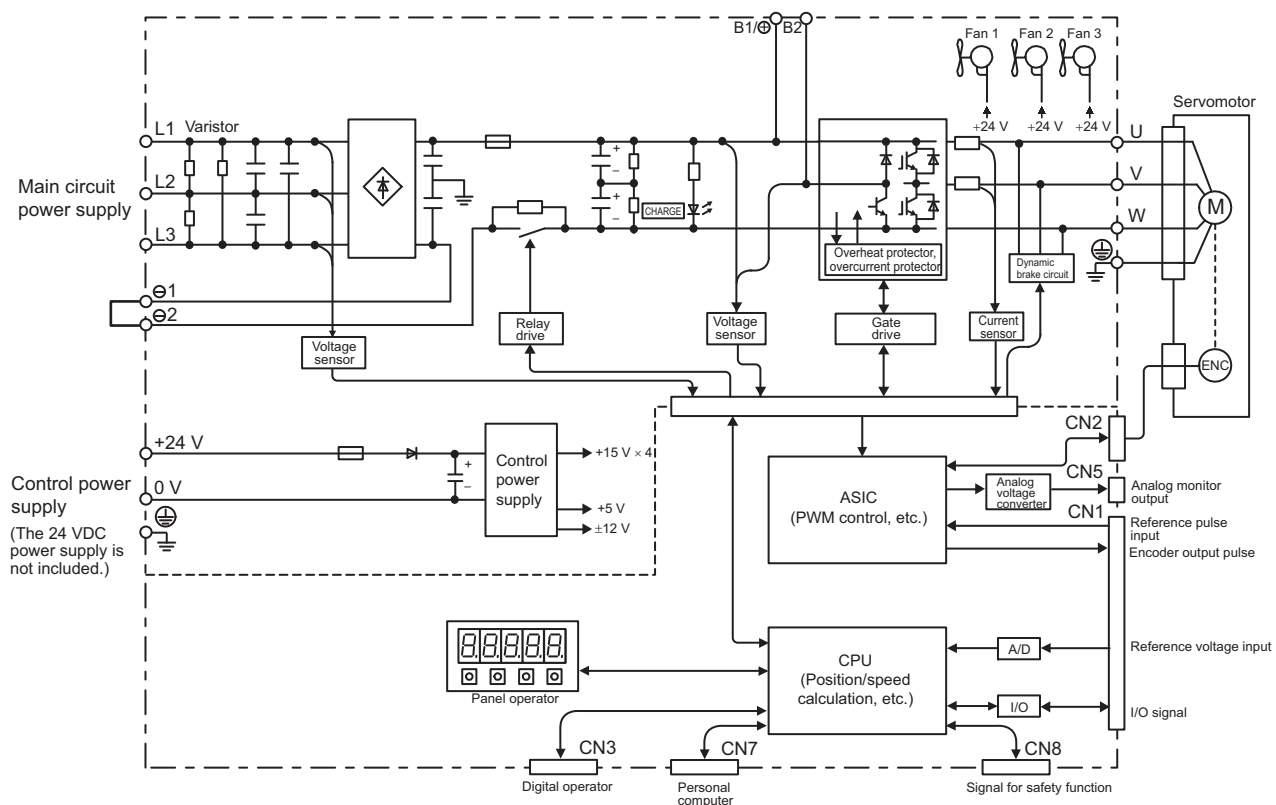 B1/⊕ B2
Fan 1 Fan 2 Fan 3
+24 V +24 V +24 V
Servomotor
L1 Varistor
U
Main circuit
power supply
L2
V
L3
W
M
+
–
+
–
CHARGE
Overheat protector,
overcurrent protector
Dynamic
brake circuit
⊖1
⊖2
Voltage
sensor
Relay
drive
Voltage
sensor
Gate
drive
Current
sensor
ENC
Control power
supply
(The 24 VDC
power supply is
not included.)
+24 V
0 V
+
–
Control
power
supply
+15 V × 4
+5 V
±12 V
ASIC
(PWM control, etc.)
Analog
voltage
converter
CN2
CN5
Analog monitor
output
CN1
Reference pulse
input
Encoder output pulse
8.8.8.8.8.
Panel operator
CPU
(Position/speed
calculation, etc.)
A/D
Reference voltage input
I/O
I/O signal
CN3
Digital operator
CN7
Personal
computer
CN8
Signal for safety function